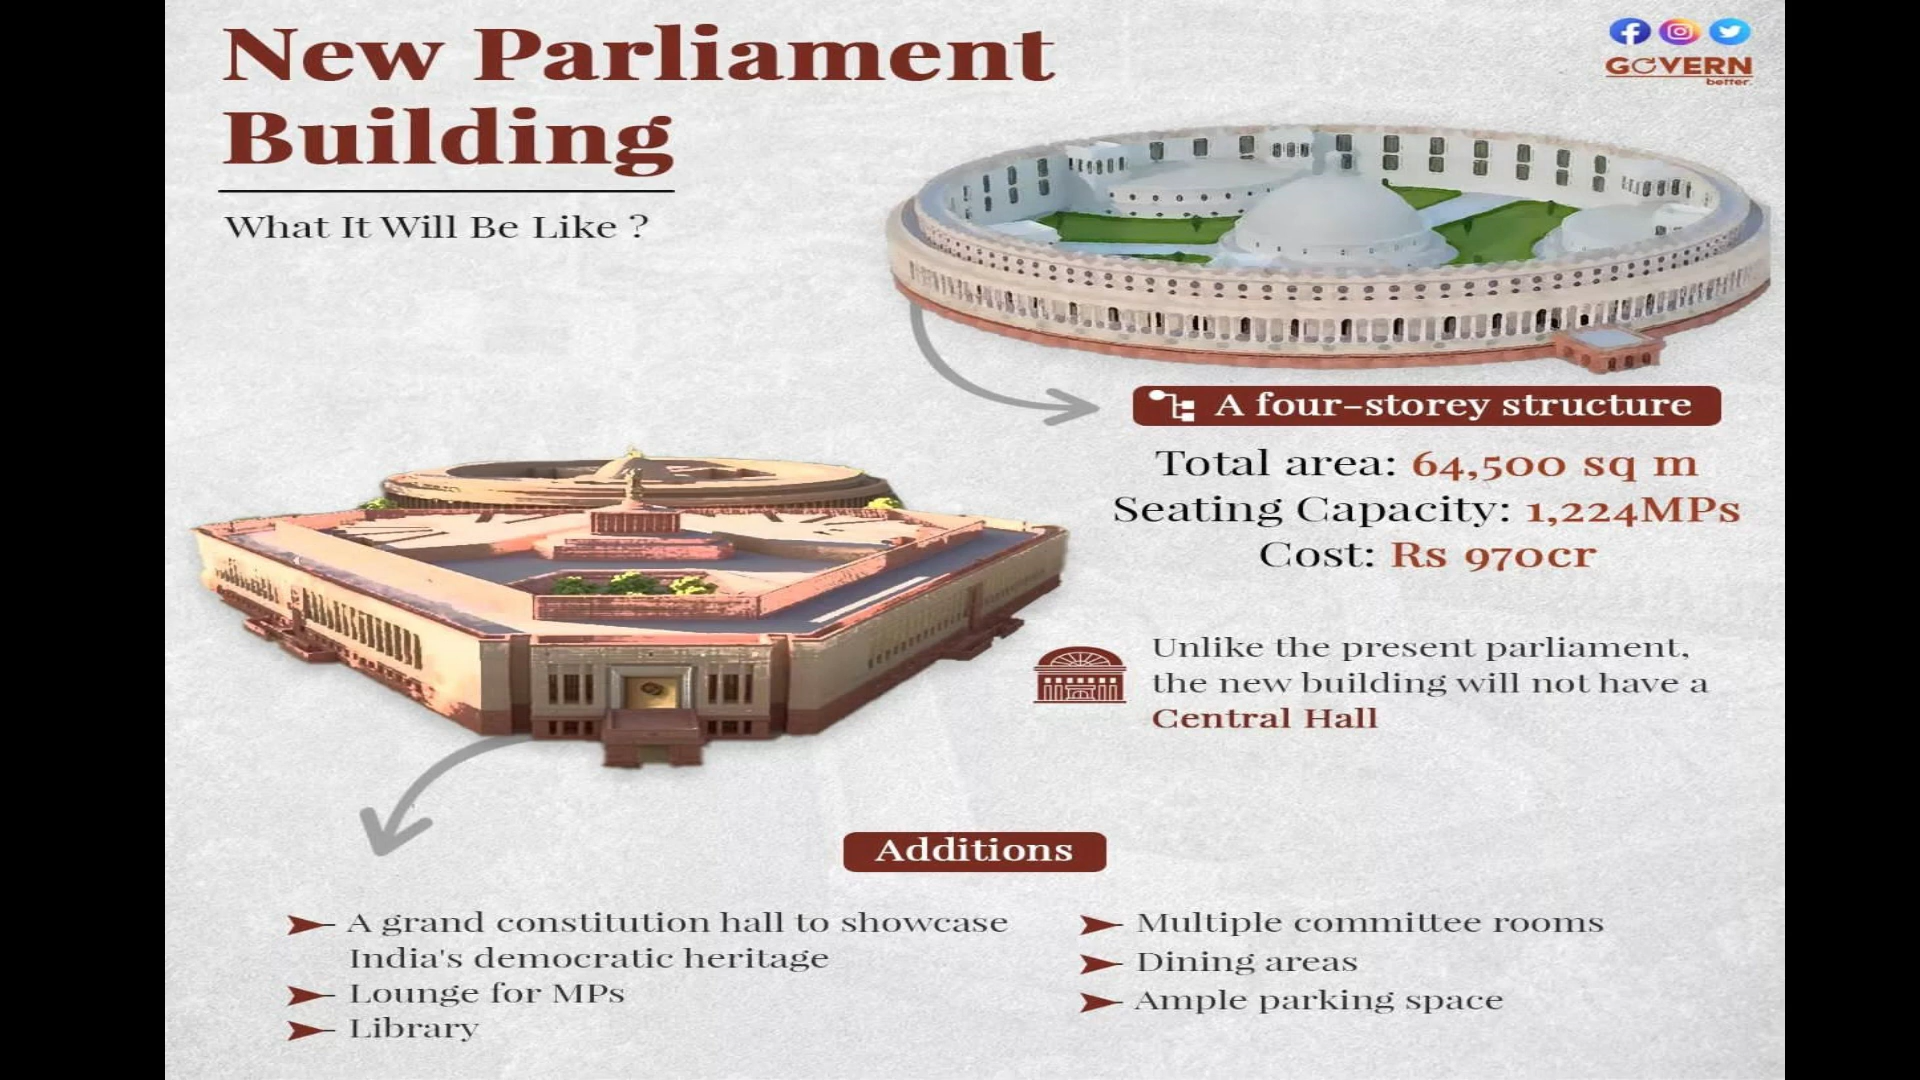 New Parliament
Building
What It Will Be Like ?
GOVERN
better.
A four-storey structure
Total area: 64,500 sq m
Seating Capacity: 1,224MPs
Cost: Rs 970cr
Unlike the present parliament,
the new building will not have a
Central Hall
Additions
A grand constitution hall to showcase
India's democratic heritage
Lounge for MPs
Library
Multiple committee rooms
Dining areas
Ample parking space